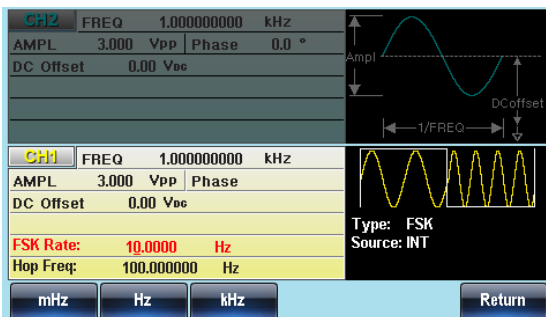 CH2 FREQ 1.000000000 kHz
AMPL 3.000 VPP Phase 0.0 °
DC Offset 0.00 VDC
Ampl
DCoffset
1/FREQ
CH1 FREQ 1.000000000 kHz
AMPL 3.000 VPP Phase
DC Offset 0.00 VDC
FSK Rate: 10.0000 Hz
Hop Freq: 100.000000 Hz
Type: FSK
Source: INT
mHz Hz kHz Return